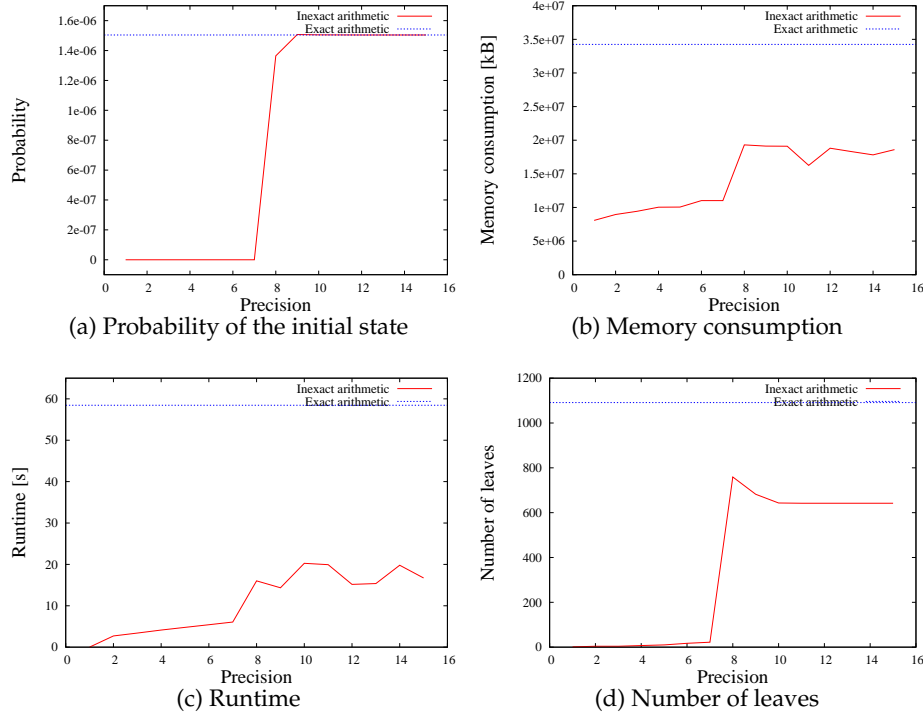 Inexact arithmetic
Exact arithmetic
1.6e-06
1.4e-06
1.2e-06
1e-06
8e-07
6e-07
4e-07
2e-07
0
0 2 4 6 8 10 12 14 16
Probability
Precision
(a) Probability of the initial state
Inexact arithmetic
Exact arithmetic
4e+07
3.5e+07
3e+07
2.5e+07
2e+07
1.5e+07
1e+07
5e+06
0
0 2 4 6 8 10 12 14 16
Memory consumption [kB]
Precision
(b) Memory consumption
Inexact arithmetic
Exact arithmetic
60
50
40
30
20
10
0
0 2 4 6 8 10 12 14 16
Runtime [s]
Precision
(c) Runtime
Inexact arithmetic
Exact arithmetic
1200
1000
800
600
400
200
0
0 2 4 6 8 10 12 14 16
Number of leaves
Precision
(d) Number of leaves